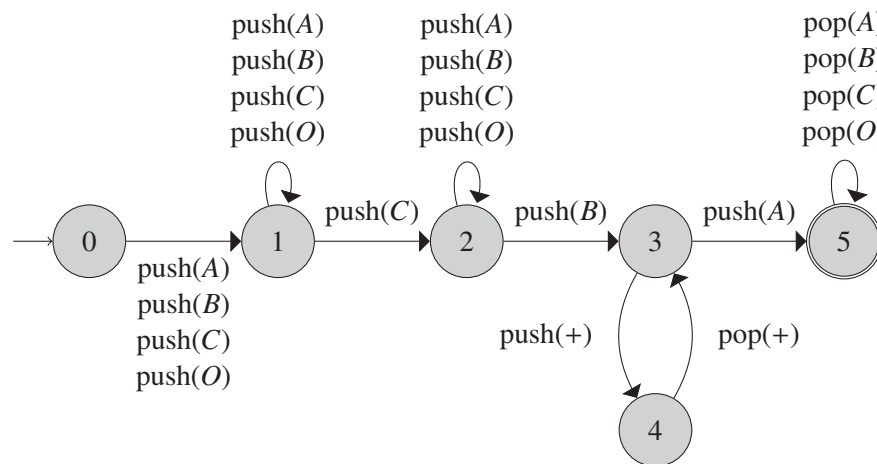 push(A)
push(B)
push(C)
push(O)
push(A)
push(B)
push(C)
push(O)
pop(A)
pop(B)
pop(C)
pop(O
0
1
push(C)
2
push(B)
3
push(A)
5
push(A)
push(B)
push(C)
push(O)
push(+)
pop(+)
4